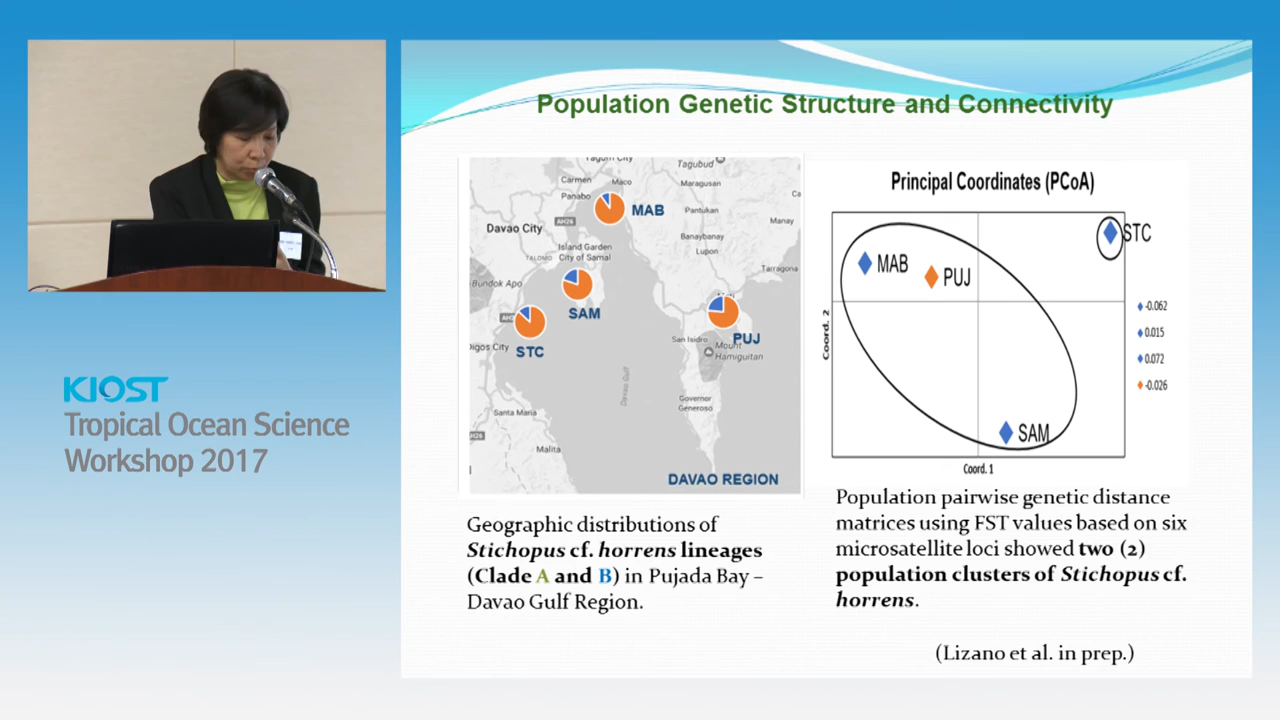 Population Genetic Structure and Connectivity
Tagum City
Tagubud
Carmen
Maco
Maragusan
Panabo
MAB
Pantukan
AH26
Manay
Davao City
Banaybanay
Island Garden
City of Samal
TALOMO
Lupon
Tarragona
Bundok Apo
SAM
PUJ
STC
Digos City
San Isidro
Mount
Hamiguitan
Davao Gulf
Governor
Generoso
Santa Maria
H26
Malita
DAVAO REGION
Geographic distributions of
Stichopus cf. horrens lineages
(Clade A and B) in Pujada Bay –
Davao Gulf Region.
Principal Coordinates (PCoA)
STC
MAB
PUJ
SAM
Coord. 2
Coord. 1
-0.062
0.015
0.072
-0.026
Population pairwise genetic distance
matrices using FST values based on six
microsatellite loci showed two (2)
population clusters of Stichopus cf.
horrens.
(Lizano et al. in prep.)
KIOST
Tropical Ocean Science
Workshop 2017